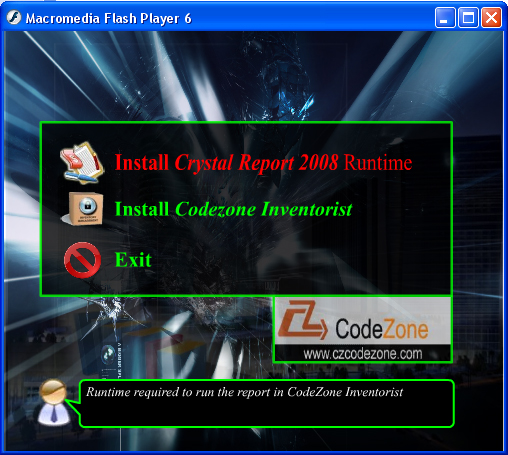 Macromedia Flash Player 6
Install Crystal Report 2008 Runtime
Install Codezone Inventorist
Exit
CodeZone
www.czcodezone.com
Runtime required to run the report in CodeZone Inventorist